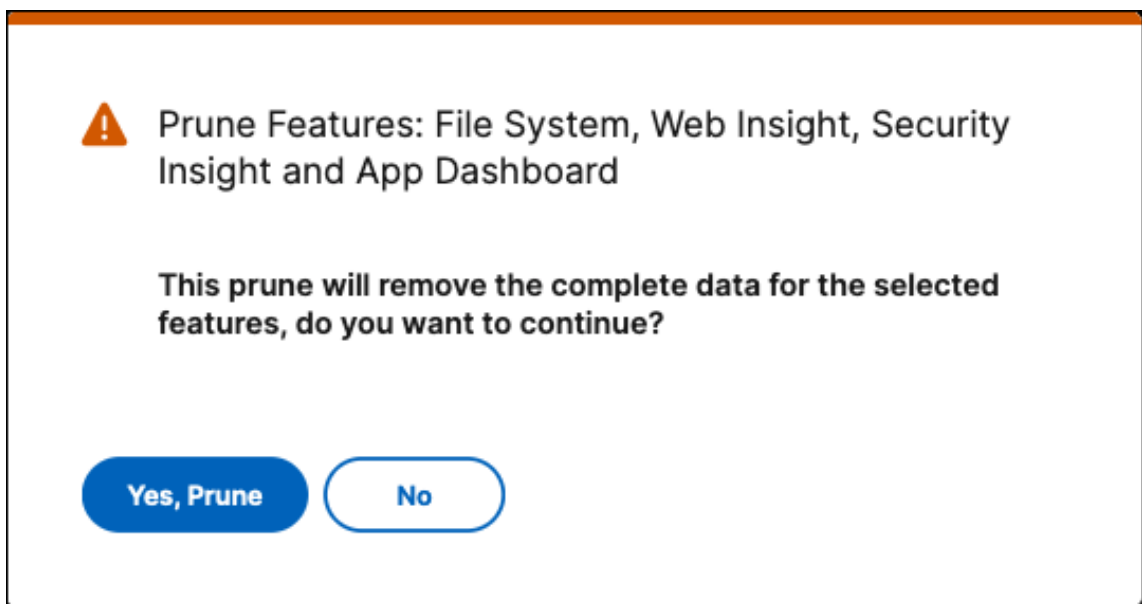 Prune Features: File System, Web Insight, Security
Insight and App Dashboard
This prune will remove the complete data for the selected
features, do you want to continue?
Yes, Prune
No